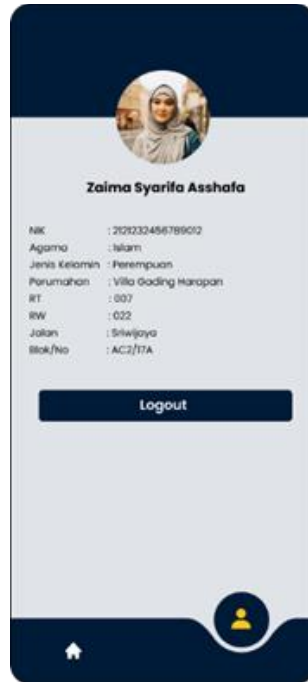 Zaima Syarifa Asshafa
NIK : 2121232456789012
Agama : Islam
Jenis Kelamin : Perempuan
Perumahan : Villa Gading Harapan
RT : 007
RW : 022
Jalan : Sriwijaya
Blok/No : AC2/17A
Logout